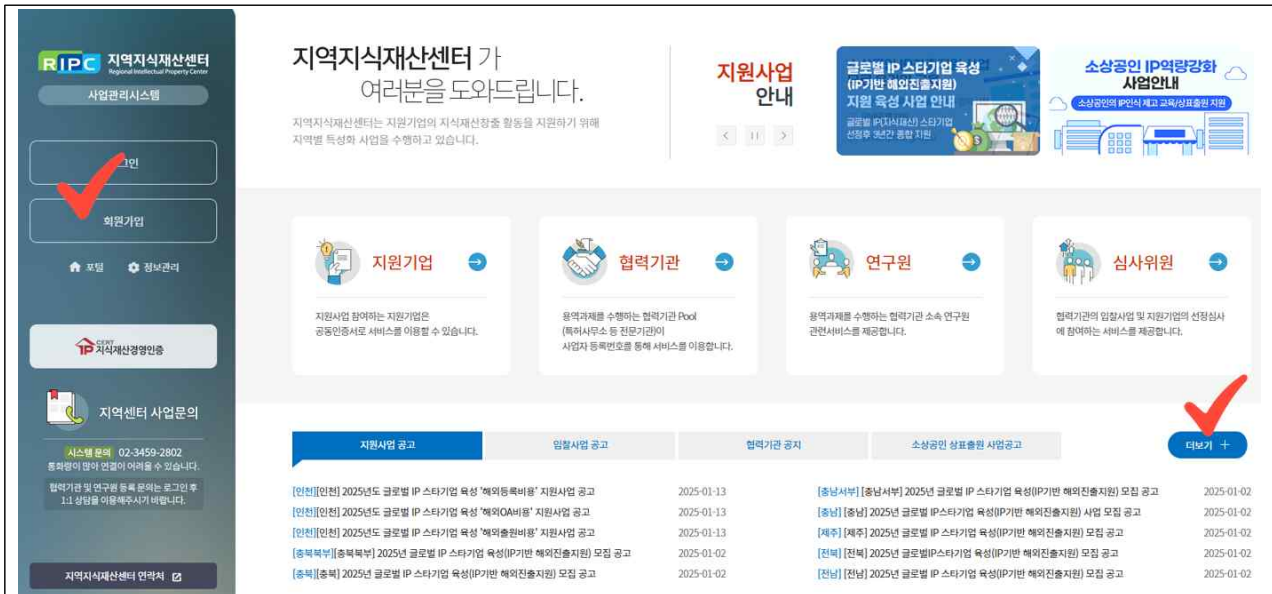 RIPC 지역지식재산센터
Regional Intellectual Property Center
사업관리시스템
그인
회원가입
포털 정보관리
CERT
IP 지식재산경영인증
지역센터 사업문의
시스템 문의 02-3459-2802
통화량이 많아 연결이 어려울 수 있습니다.
협력기관 및 연구원 등록 문의는 로그인 후
1:1 상담을 이용해주시기 바랍니다.
지역지식재산센터 연락처
지역지식재산센터 가
여러분을 도와드립니다.
지역지식재산센터는 지원기업의 지식재산창출 활동을 지원하기 위해
지역별 특성화 사업을 수행하고 있습니다.
지원사업
안내
글로벌 IP 스타기업 육성
(IP기반 해외진출지원)
지원 육성 사업 안내
글로벌 IP(지식재산) 스타기업
선정후 3년간 종합 지원
소상공인 IP역량강화
사업안내
소상공인의 IP인식 제고 교육/상표출원 지원
지원기업
지원사업 참여하는 지원기업은
공동인증서로 서비스를 이용할 수 있습니다.
협력기관
용역과제를 수행하는 협력기관 Pool
(특허사무소 등 전문기관)이
사업자 등록번호를 통해 서비스를 이용합니다.
연구원
용역과제를 수행하는 협력기관 소속 연구원
관련서비스를 제공합니다.
심사위원
협력기관의 입찰사업 및 지원기업의 선정심사
에 참여하는 서비스를 제공합니다.
지원사업 공고 입찰사업 공고 협력기관 공지 소상공인 상표출원 사업공고 더보기 +
[인천][인천] 2025년도 글로벌 IP 스타기업 육성 '해외등록비용' 지원사업 공고 2025-01-13
[인천][인천] 2025년도 글로벌 IP 스타기업 육성 '해외OA비용' 지원사업 공고 2025-01-13
[인천][인천] 2025년도 글로벌 IP 스타기업 육성 '해외출원비용' 지원사업 공고 2025-01-13
[충북북부][충북북부] 2025년 글로벌 IP 스타기업 육성(IP기반 해외진출지원) 모집 공고 2025-01-02
[충북][충북] 2025년 글로벌 IP 스타기업 육성(IP기반 해외진출지원) 모집 공고 2025-01-02
[충남서부] [충남서부] 2025년 글로벌 IP 스타기업 육성(IP기반 해외진출지원) 모집 공고 2025-01-02
[충남] [충남] 2025년 글로벌 IP스타기업 육성(IP기반 해외진출지원) 사업 모집 공고 2025-01-02
[제주] [제주] 2025년 글로벌 IP 스타기업 육성(IP기반 해외진출지원) 모집 공고 2025-01-02
[전북] [전북] 2025년 글로벌IP스타기업 육성(IP기반 해외진출지원) 모집 공고 2025-01-02
[전남] [전남] 2025년 글로벌 IP 스타기업 육성(IP기반 해외진출지원) 모집 공고 2025-01-02